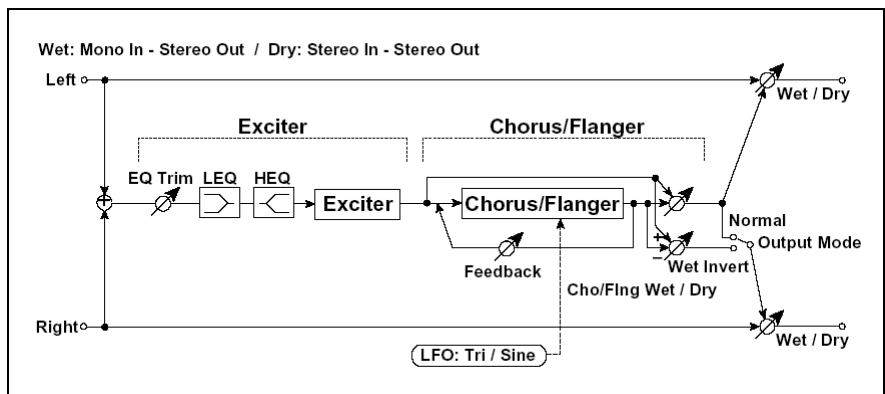 Wet: Mono In - Stereo Out / Dry: Stereo In - Stereo Out
Left
Wet / Dry
Exciter
Chorus/Flanger
EQ Trim
LEQ
HEQ
+
Exciter
Chorus/Flanger
Normal
Output Mode
+
−
Wet Invert
Feedback
Cho/Flng Wet / Dry
Right
Wet / Dry
LFO: Tri / Sine